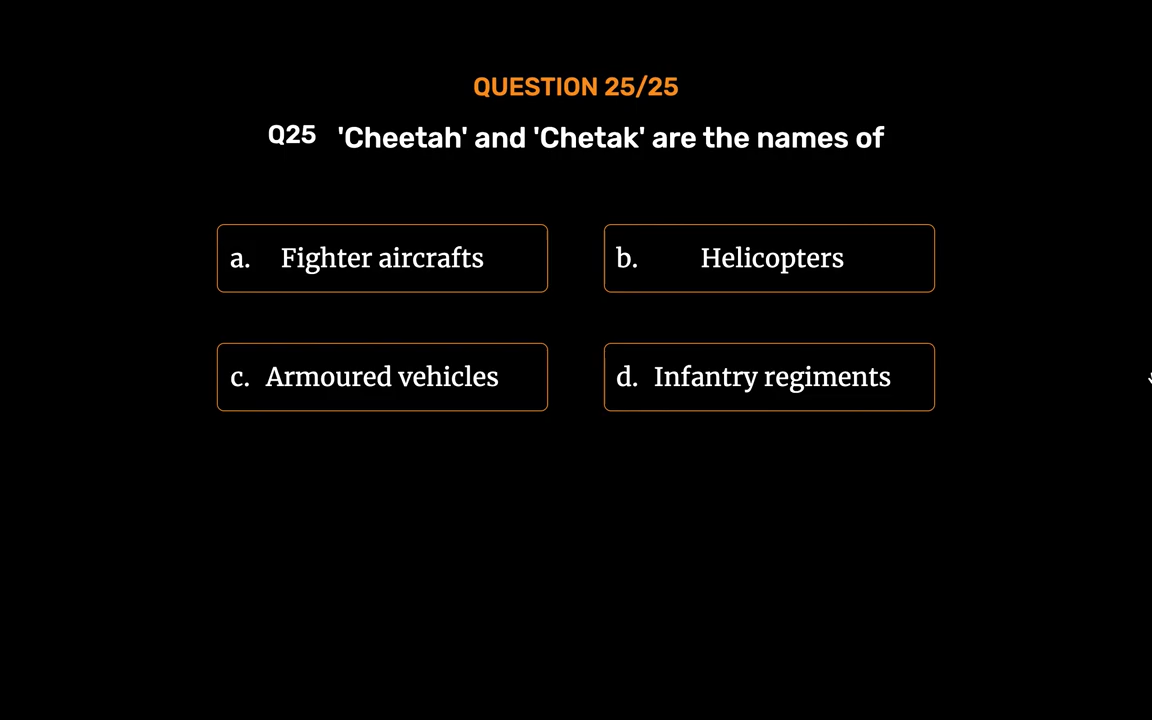 QUESTION 25/25
Q25 'Cheetah' and 'Chetak' are the names of
a. Fighter aircrafts
b. Helicopters
c. Armoured vehicles
d. Infantry regiments